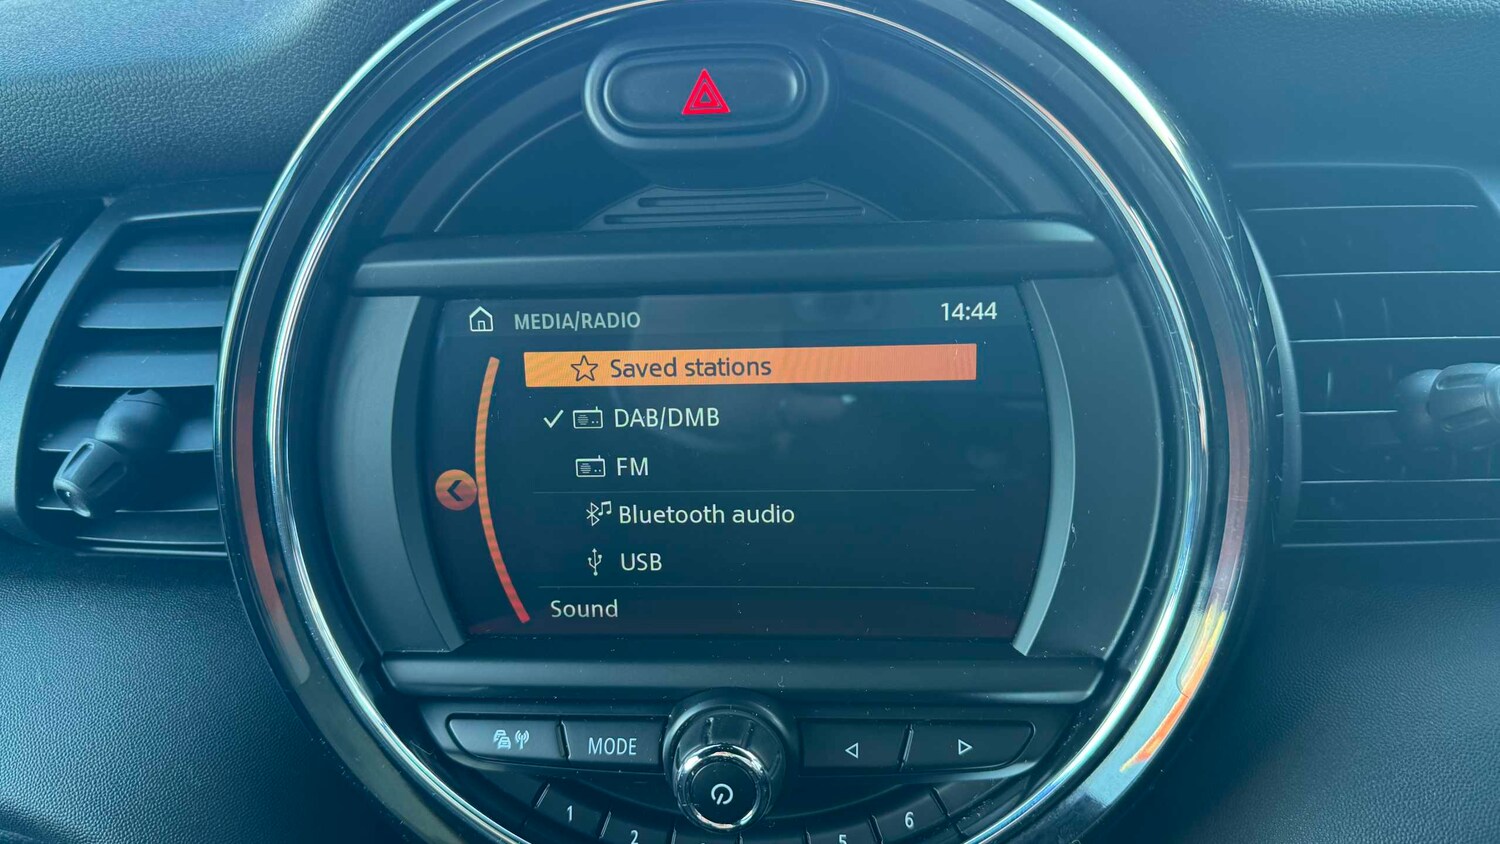 MEDIA/RADIO 14:44
Saved stations
DAB/DMB
FM
Bluetooth audio
USB
Sound
MODE
1
2
5
6